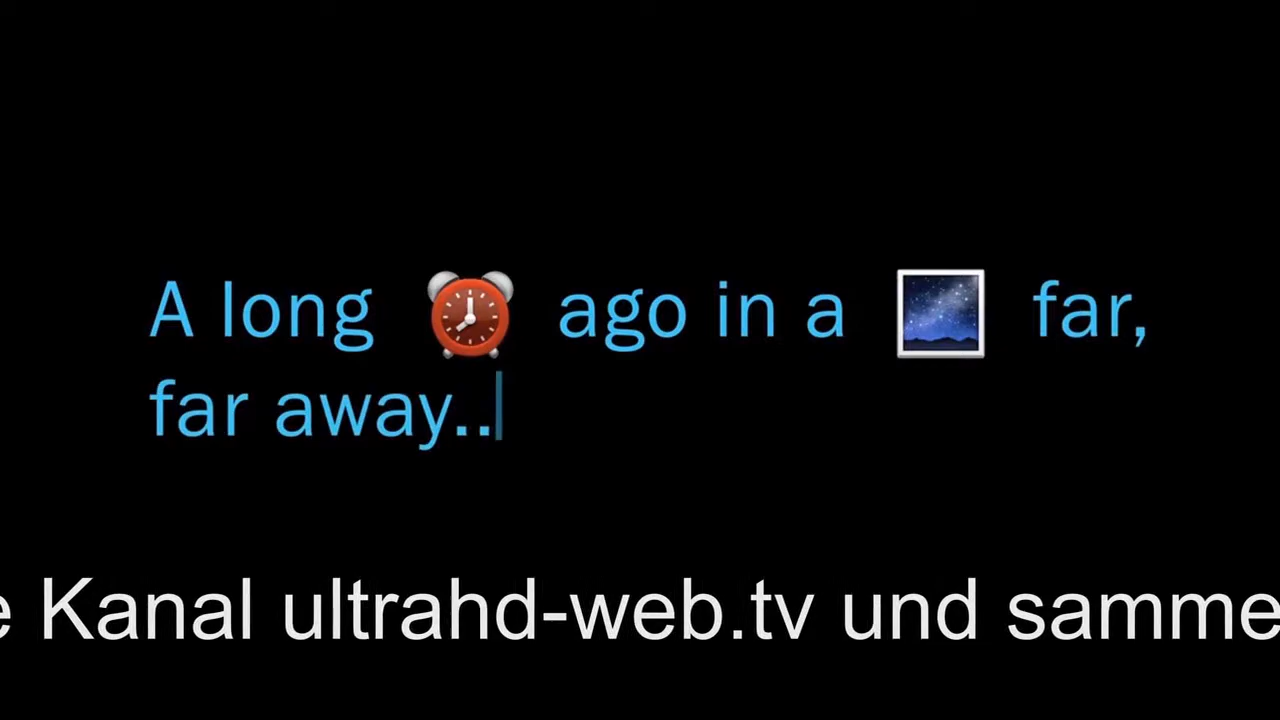 A long ⏰ ago in a 🌌 far,
far away..
e Kanal ultrahd-web.tv und samme